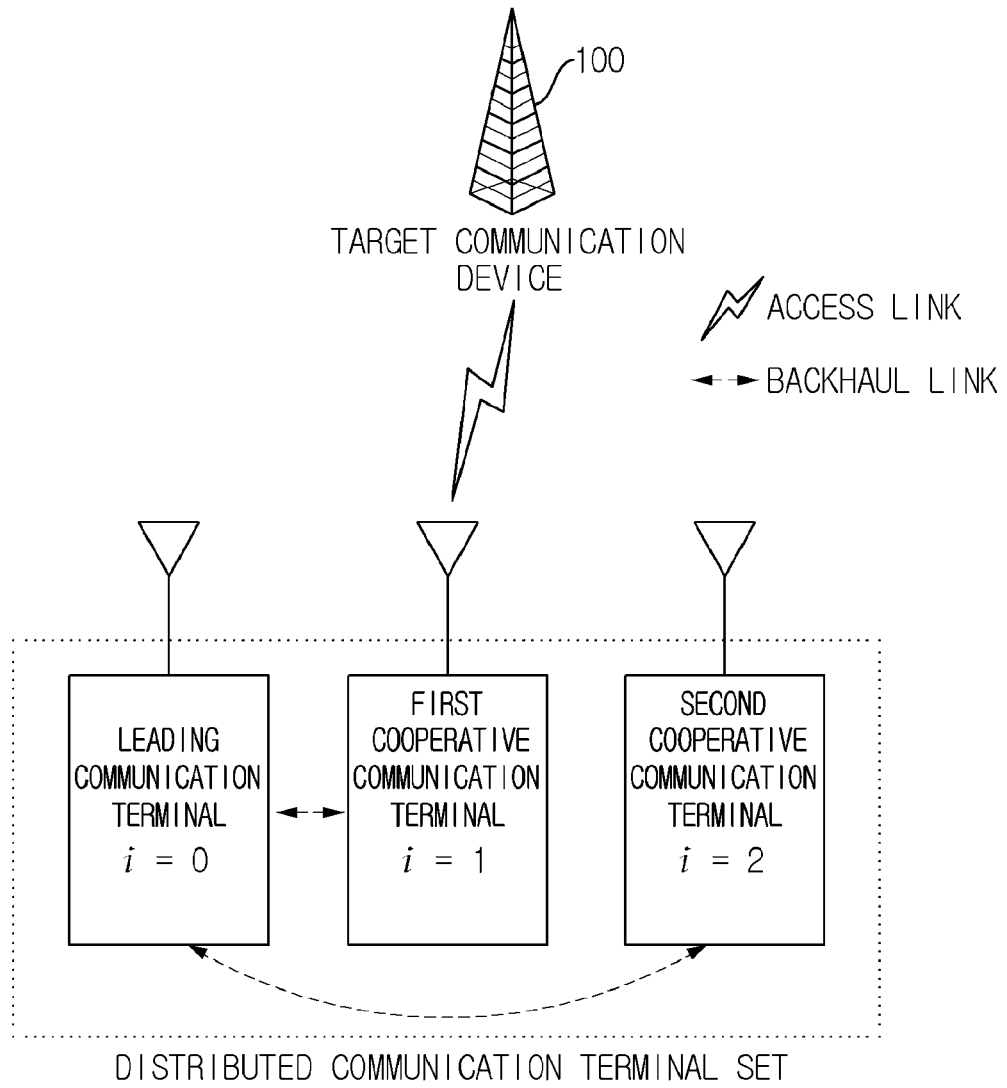 100
TARGET COMMUNICATION
DEVICE
ACCESS LINK
BACKHAUL LINK
LEADING
COMMUNICATION
TERMINAL
i = 0
FIRST
COOPERATIVE
COMMUNICATION
TERMINAL
i = 1
SECOND
COOPERATIVE
COMMUNICATION
TERMINAL
i = 2
DISTRIBUTED COMMUNICATION TERMINAL SET